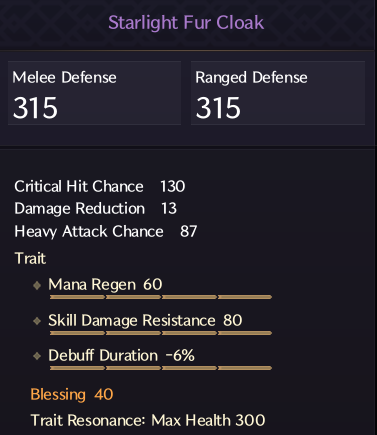 Starlight Fur Cloak
Melee Defense Ranged Defense
315 315
Critical Hit Chance 130
Damage Reduction 13
Heavy Attack Chance 87
Trait
Mana Regen 60
Skill Damage Resistance 80
Debuff Duration -6%
Blessing 40
Trait Resonance: Max Health 300